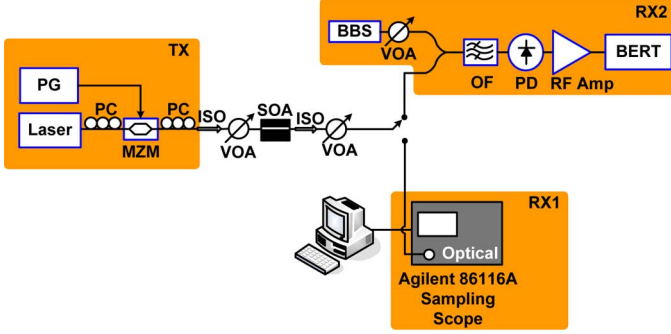 RX2
BBS
VOA
OF
PD
RF Amp
BERT
TX
PG
PC
PC
Laser
MZM
ISO
VOA
SOA
ISO
VOA
RX1
Optical
Agilent 86116A
Sampling
Scope